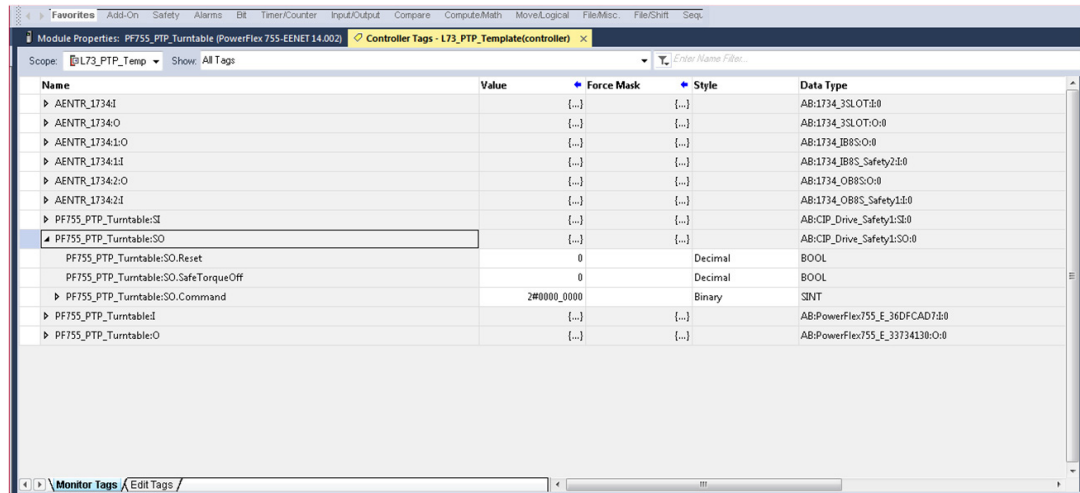 Favorites Add-On Safety Alarms Bit Timer/Counter Input/Output Compare Compute/Math Move/Logical File/Misc. File/Shift Sequ
Module Properties: PF755_PTP_Turntable (PowerFlex 755-EENET 14.002) Controller Tags - L73_PTP_Template(controller) ×
Scope: L73_PTP_Temp Show: All Tags Enter Name Filter...
Name Value Force Mask Style Data Type
AENTR_1734:I {...} {...} AB:1734_3SLOT:I:0
AENTR_1734:O {...} {...} AB:1734_3SLOT:O:0
AENTR_1734:1:O {...} {...} AB:1734_IB8S:O:0
AENTR_1734:1:I {...} {...} AB:1734_IB8S_Safety2:I:0
AENTR_1734:2:O {...} {...} AB:1734_OB8S:O:0
AENTR_1734:2:I {...} {...} AB:1734_OB8S_Safety1:I:0
PF755_PTP_Turntable:SI {...} {...} AB:CIP_Drive_Safety1:SI:0
PF755_PTP_Turntable:SO {...} {...} AB:CIP_Drive_Safety1:SO:0
PF755_PTP_Turntable:SO.Reset 0 Decimal BOOL
PF755_PTP_Turntable:SO.SafeTorqueOff 0 Decimal BOOL
PF755_PTP_Turntable:SO.Command 2#0000_0000 Binary SINT
PF755_PTP_Turntable:I {...} {...} AB:PowerFlex755_E_36DFCAD7:I:0
PF755_PTP_Turntable:O {...} {...} AB:PowerFlex755_E_33734130:O:0
Monitor Tags Edit Tags